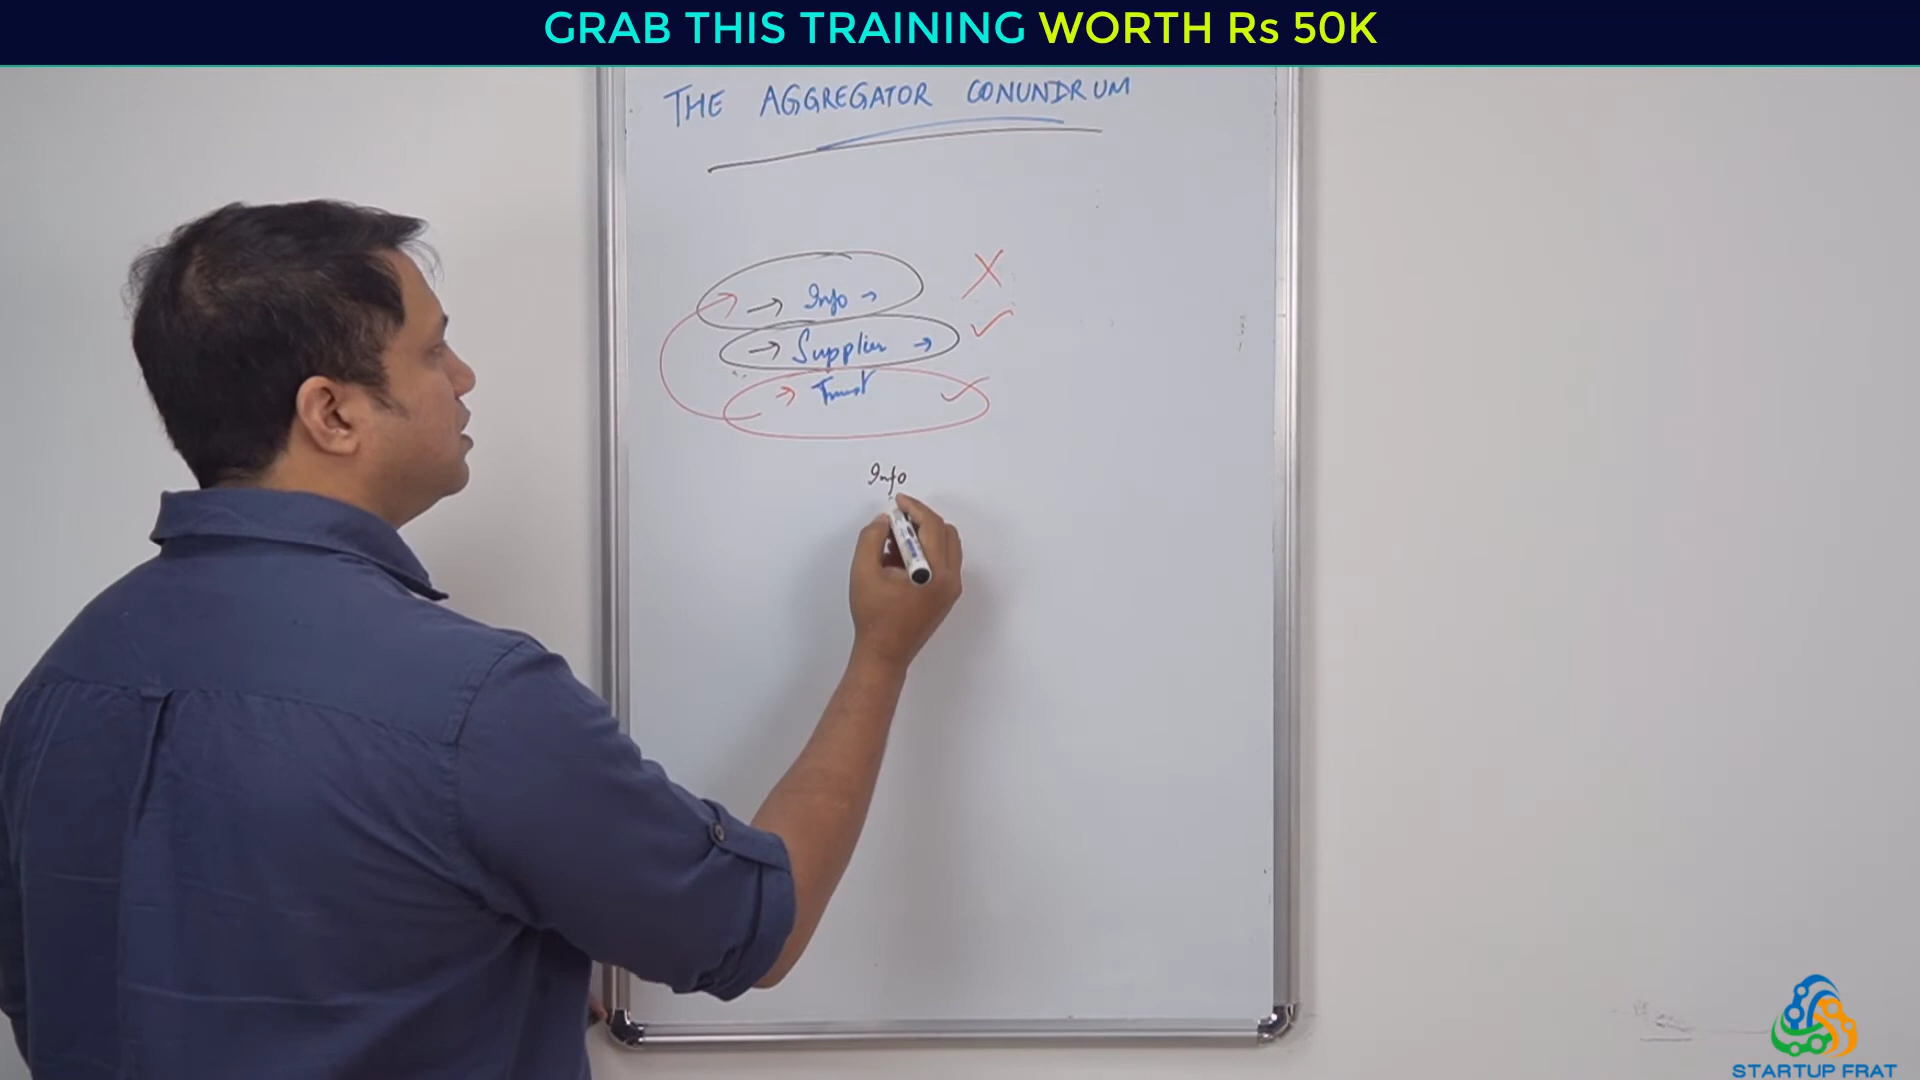 GRAB THIS TRAINING WORTH Rs 50K
THE AGGREGATOR CONUNDRUM
→ Info → X
→ Supplier → ✓
→ Trust ✓
Info
STARTUP FRAT